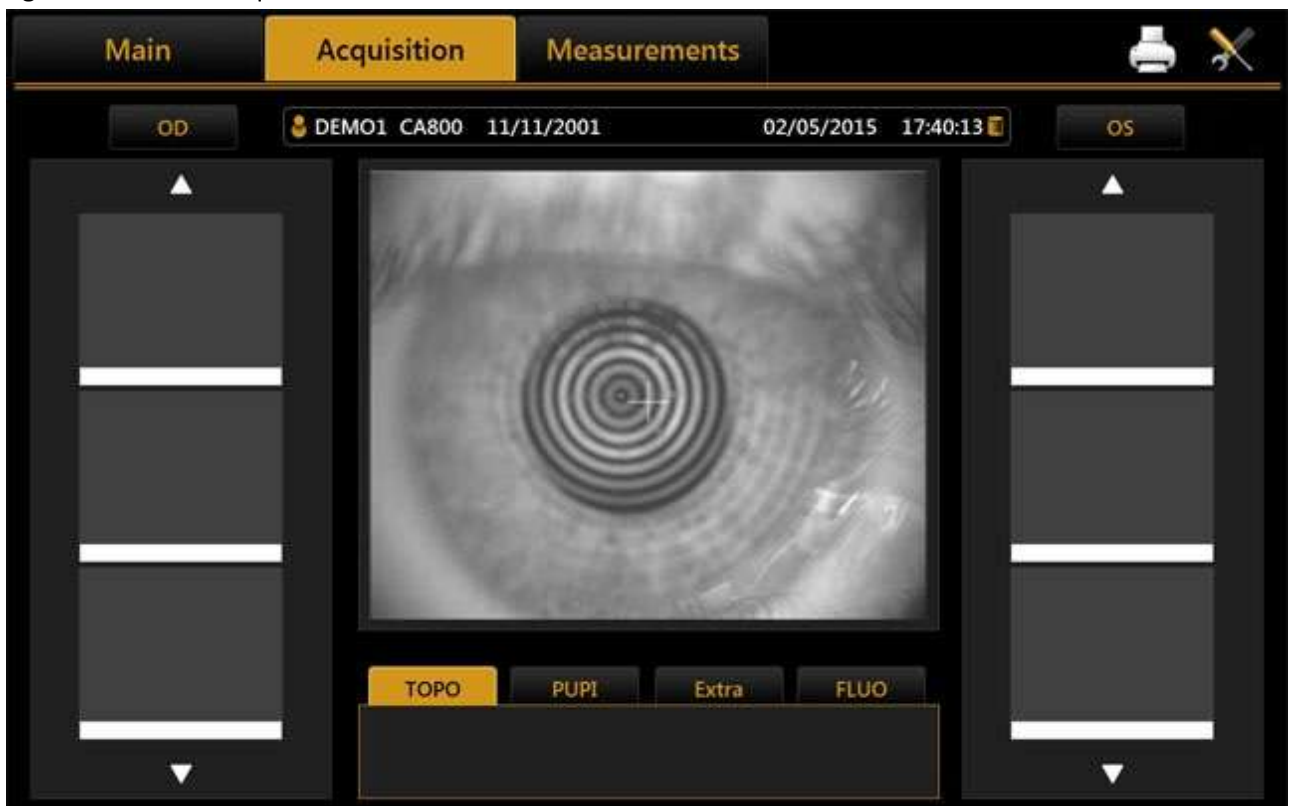 Main Acquisition Measurements
OD DEMO1 CA800 11/11/2001 02/05/2015 17:40:13 OS
TOPO PUPI Extra FLUO